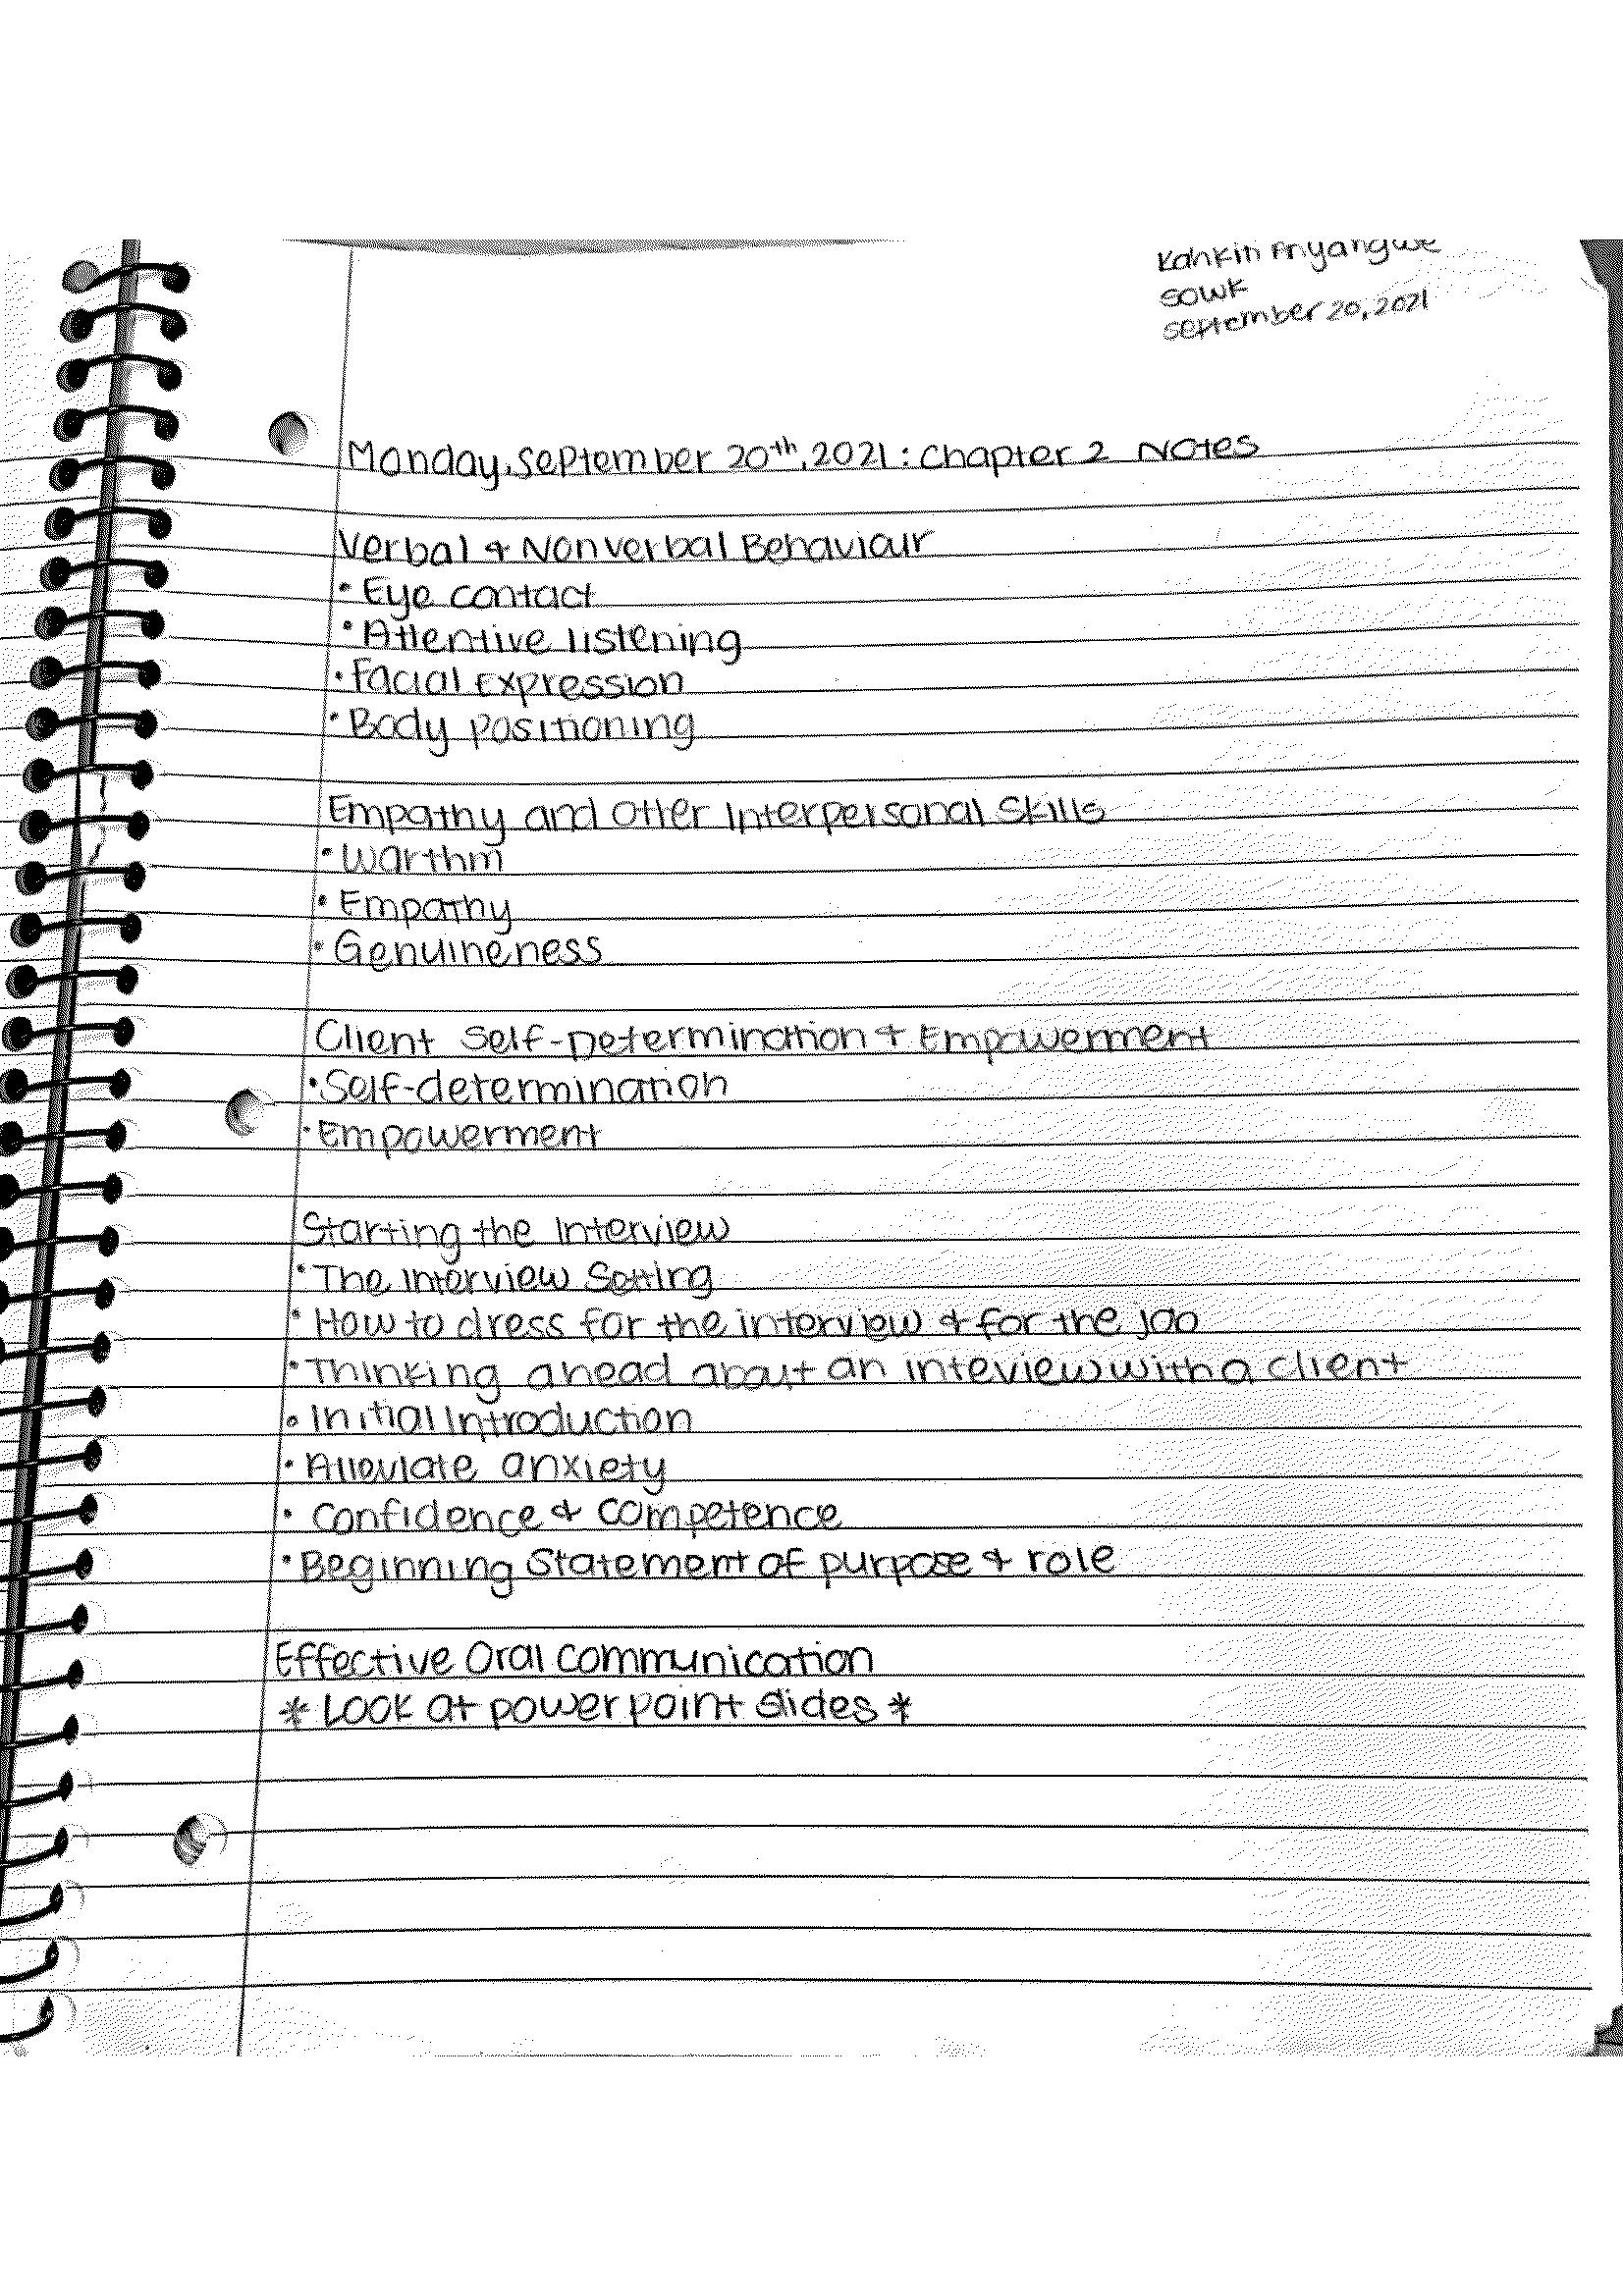 Kankiti Anyangwe
SOWK
September 20, 2021
Monday, September 20th, 2021 : Chapter 2 Notes
Verbal & Nonverbal Behaviour
• Eye contact
• Attentive listening
• Facial Expression
• Body positioning
Empathy and Otter Interpersonal Skills
• Warthm
• Empathy
• Genuineness
Client Self-Determination & Empowerment
• Self-determination
• Empowerment
Starting the Interview
• The Interview Setting
• How to dress for the interview & for the job
• Thinking ahead about an inteview with a client
• Initial Introduction
• Alleviate anxiety
• Confidence & Competence
• Beginning Statement of purpose & role
Effective Oral Communication
* Look at powerpoint slides *